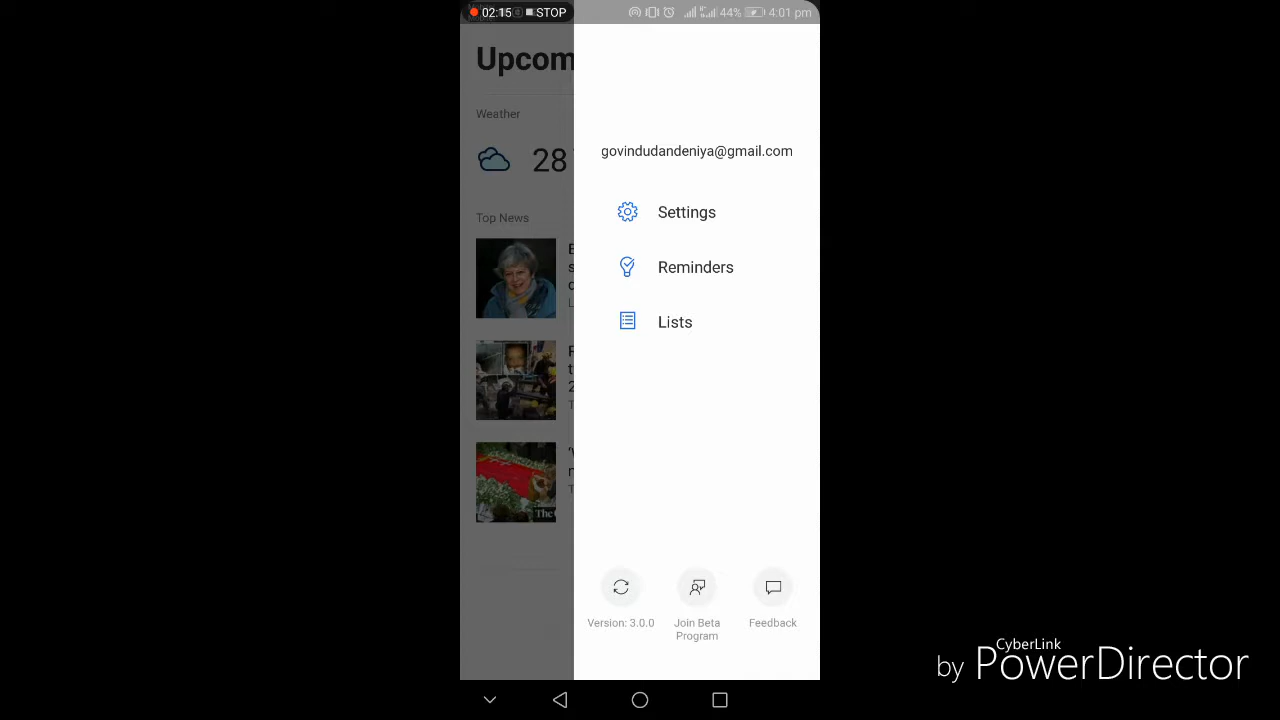 02:15 STOP
44% 4:01 pm
Upcom
Weather
28
Top News
govindudandeniya@gmail.com
Settings
Reminders
Lists
Version: 3.0.0
Join Beta
Program
Feedback
CyberLink
by PowerDirector